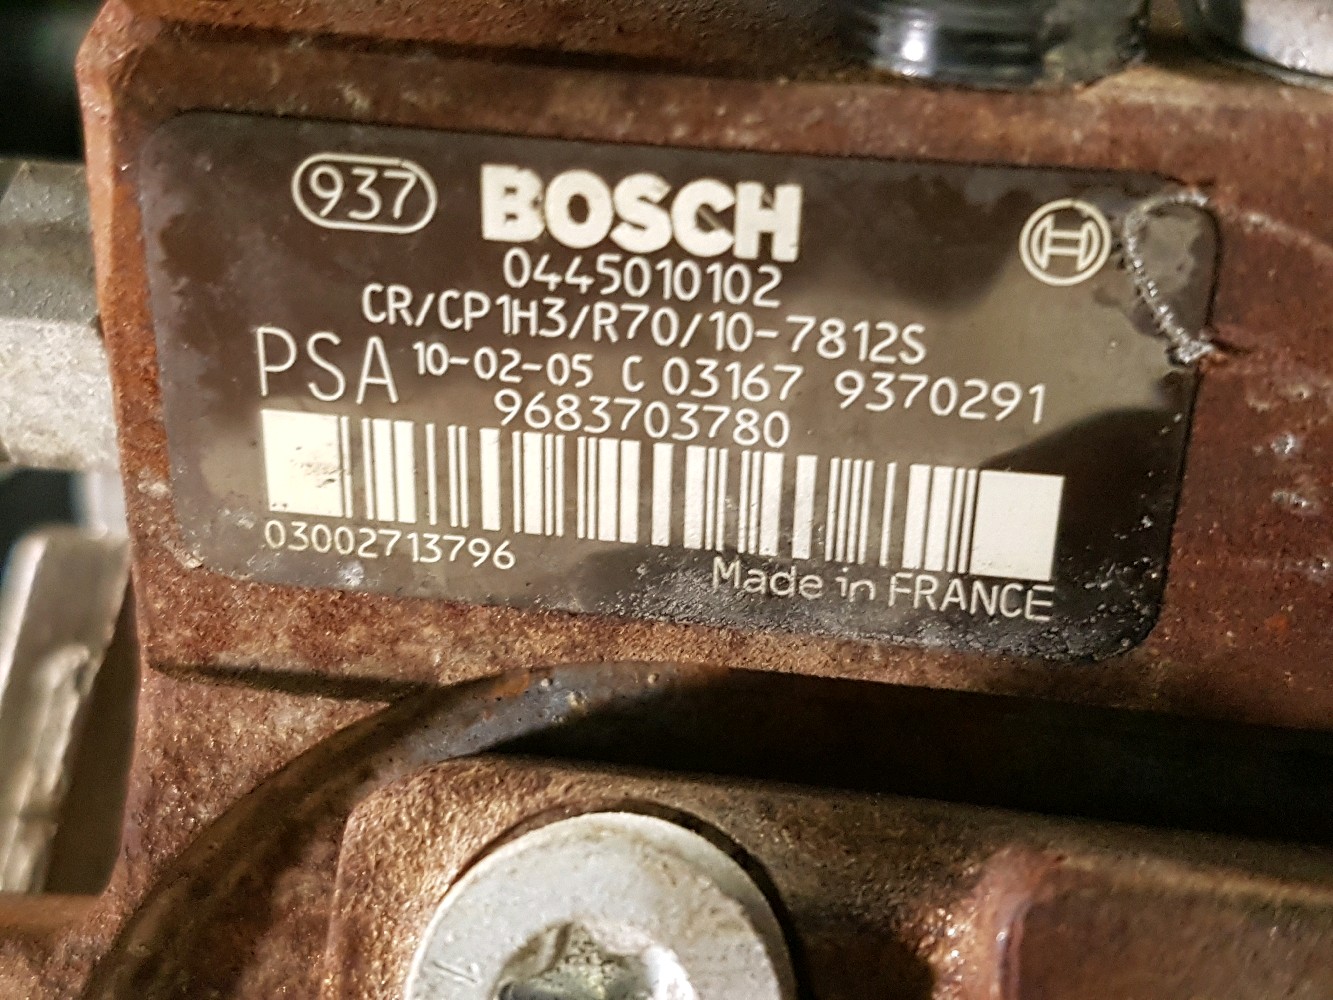 937 BOSCH
0445010102
CR/CP1H3/R70/10-7812S
PSA 10-02-05 C 03167 9370291
9683703780
03002713796
Made in FRANCE